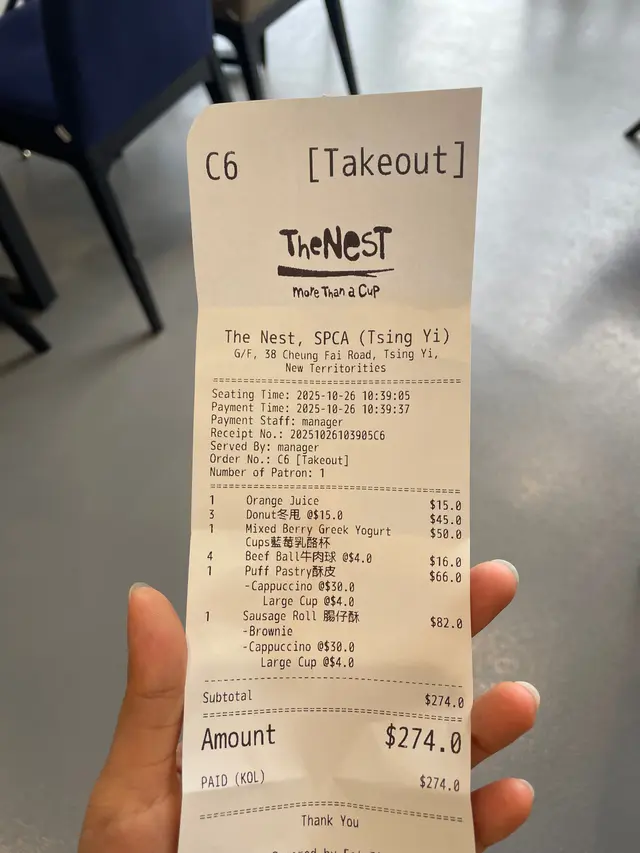 C6 [Takeout]
TheNesT
more Than a Cup
The Nest, SPCA (Tsing Yi)
G/F, 38 Cheung Fai Road, Tsing Yi,
New Territorities
Seating Time: 2025-10-26 10:39:05
Payment Time: 2025-10-26 10:39:37
Payment Staff: manager
Receipt No.: 20251026103905C6
Served By: manager
Order No.: C6 [Takeout]
Number of Patron: 1
1 Orange Juice $15.0
3 Donut冬甩 @$15.0 $45.0
1 Mixed Berry Greek Yogurt $50.0
Cups藍莓乳酪杯
4 Beef Ball牛肉球 @$4.0 $16.0
1 Puff Pastry酥皮 $66.0
-Cappuccino @$30.0
Large Cup @$4.0
1 Sausage Roll 腸仔酥 $82.0
-Brownie
-Cappuccino @$30.0
Large Cup @$4.0
Subtotal $274.0
Amount $274.0
PAID (KOL) $274.0
Thank You